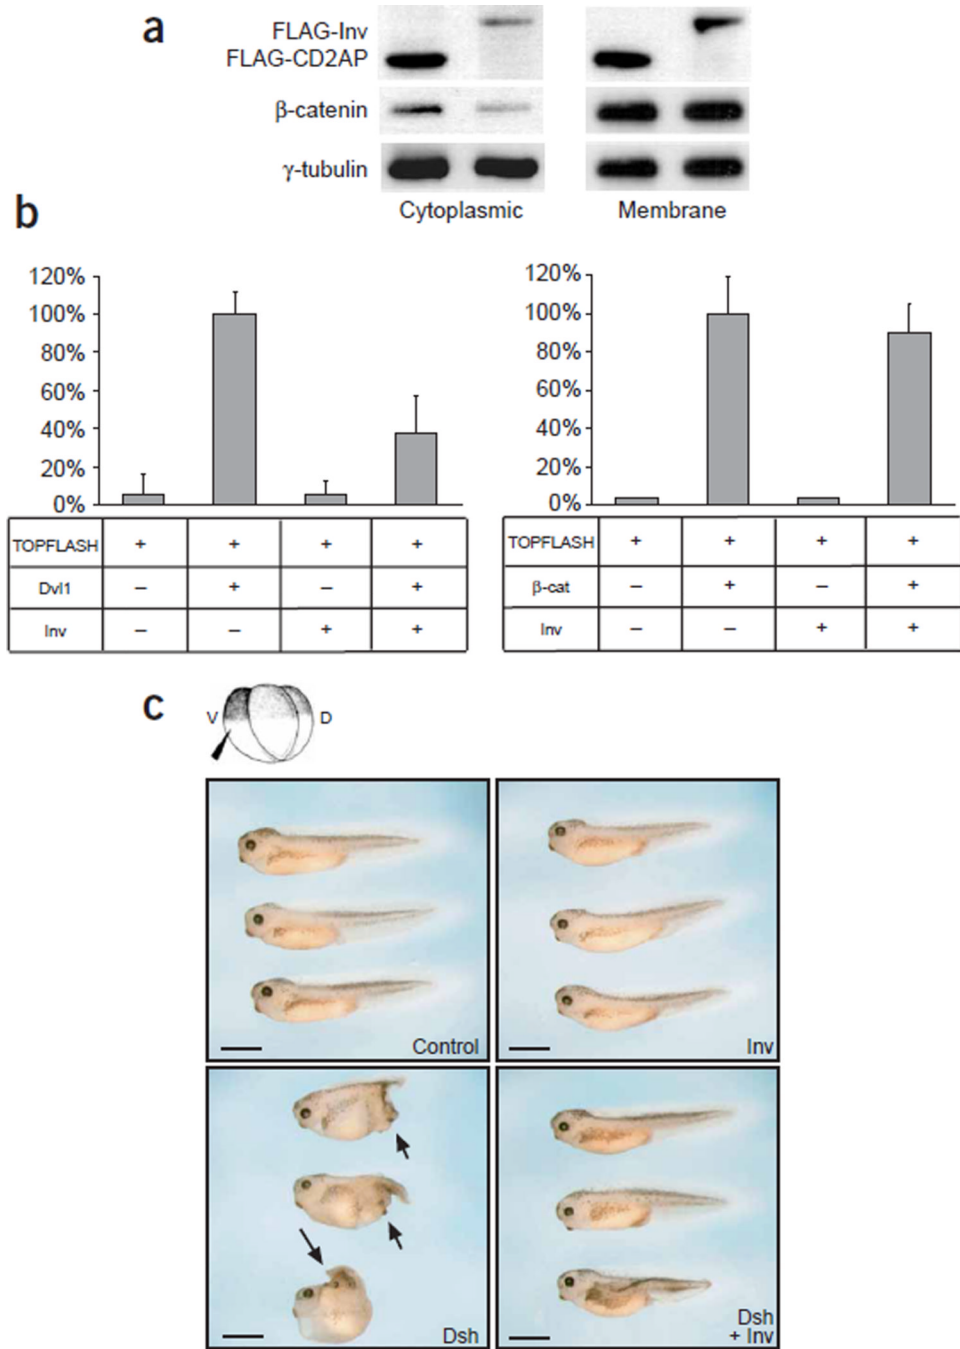 a
FLAG-Inv
FLAG-CD2AP
β-catenin
γ-tubulin
Cytoplasmic Membrane
b
120%
100%
80%
60%
40%
20%
0%
TOPFLASH + + + +
Dvl1 – + – +
Inv – – + +
120%
100%
80%
60%
40%
20%
0%
TOPFLASH + + + +
β-cat – + – +
Inv – – + +
c
V D
Control
Inv
Dsh
Dsh
+ Inv